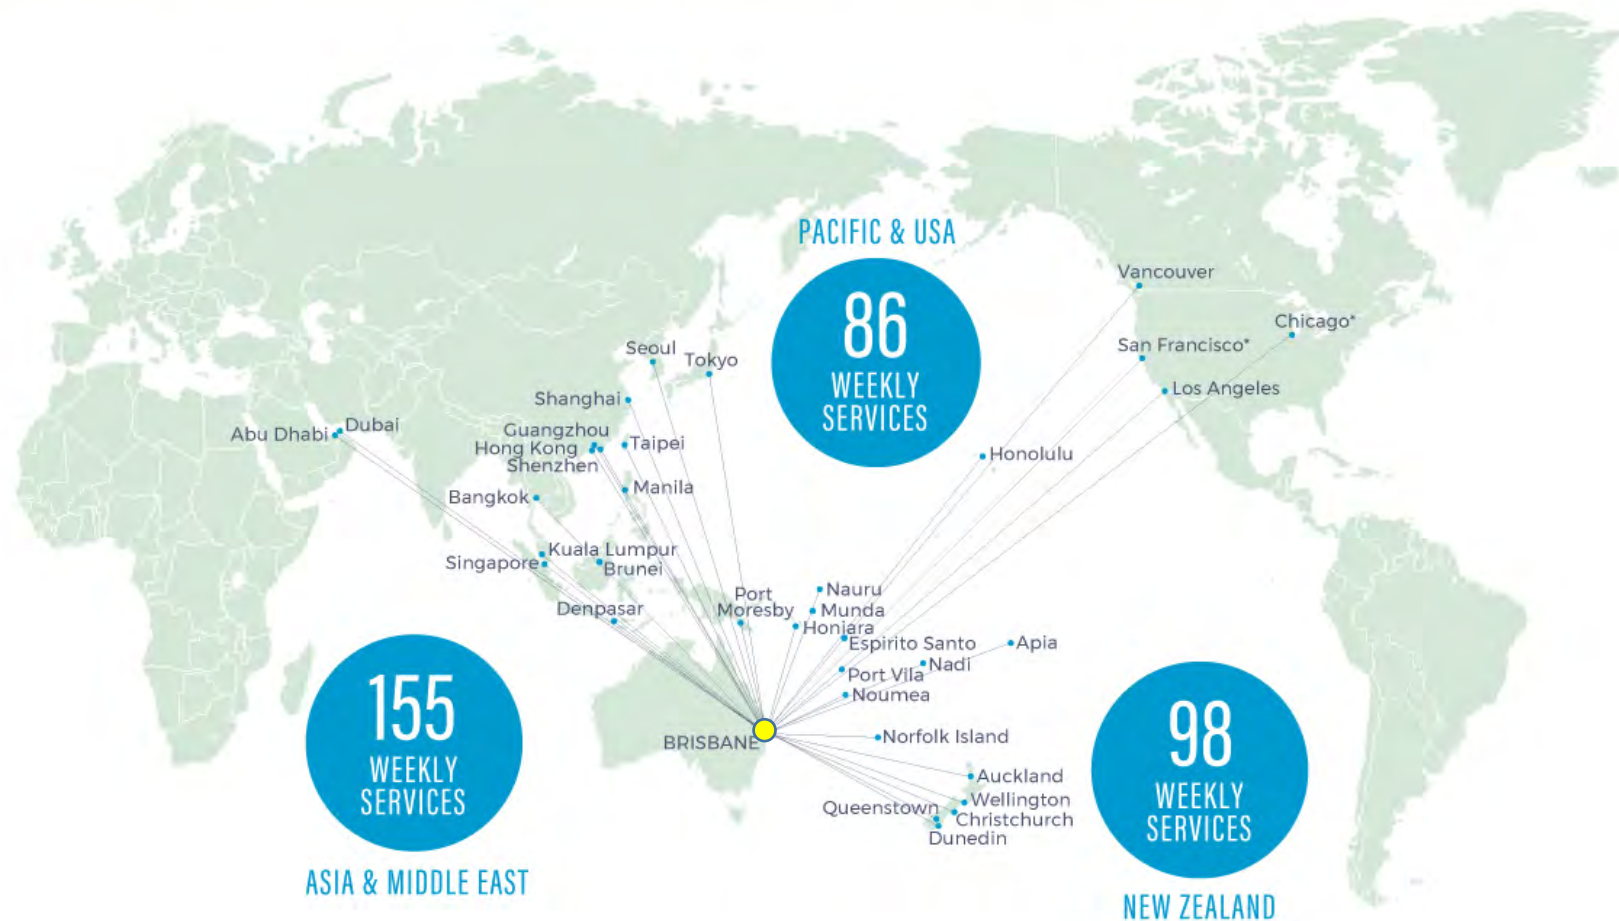 PACIFIC & USA
86
WEEKLY
SERVICES
Vancouver
Chicago*
San Francisco*
Los Angeles
Honolulu
Seoul
Tokyo
Shanghai
Abu Dhabi
Dubai
Guangzhou
Hong Kong
Shenzhen
Taipei
Manila
Bangkok
Kuala Lumpur
Singapore
Brunei
Denpasar
Port
Moresby
Nauru
Munda
Honiara
Espirito Santo
Apia
Nadi
Port Vila
Noumea
BRISBANE
Norfolk Island
Auckland
Wellington
Queenstown
Christchurch
Dunedin
155
WEEKLY
SERVICES
ASIA & MIDDLE EAST
98
WEEKLY
SERVICES
NEW ZEALAND